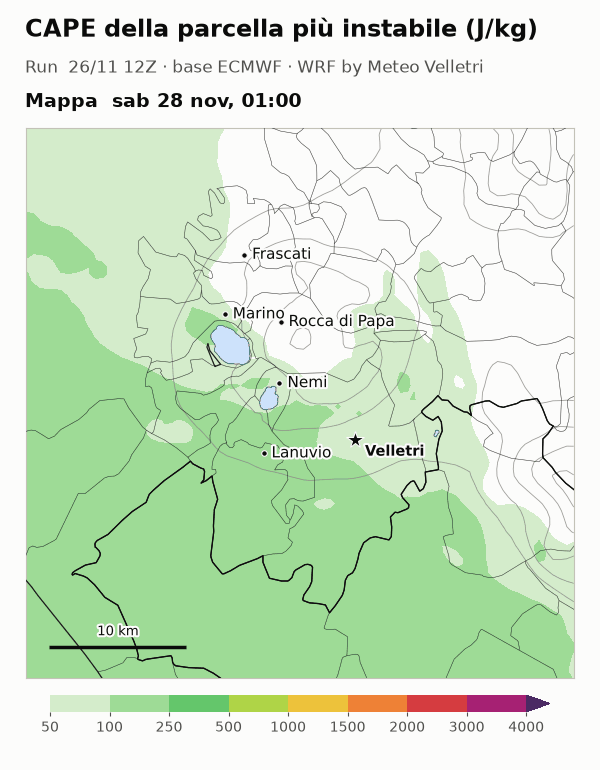 CAPE della parcella più instabile (J/kg)
Run  26/11 12Z · base ECMWF · WRF by Meteo Velletri
Mappa  sab 28 nov, 01:00
Frascati
Marino
Rocca di Papa
Nemi
Velletri
Lanuvio
10 km
50 100 250 500 1000 1500 2000 3000 4000